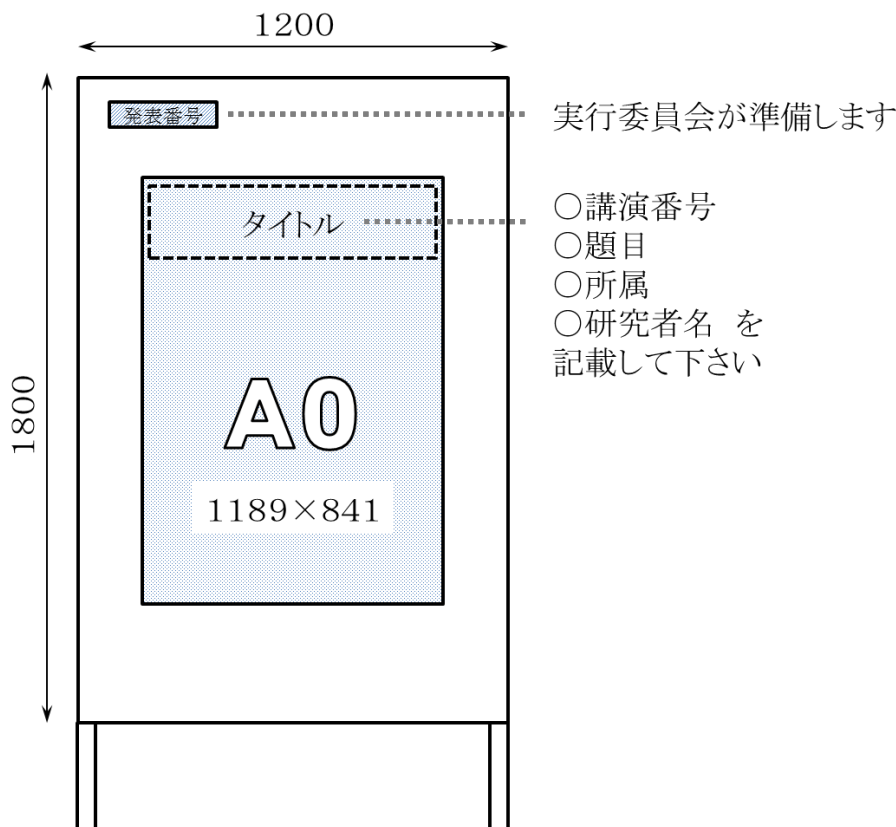 1200
発表番号
実行委員会が準備します
タイトル
○講演番号
○題目
○所属
○研究者名 を
記載して下さい
1800
A0
1189×841